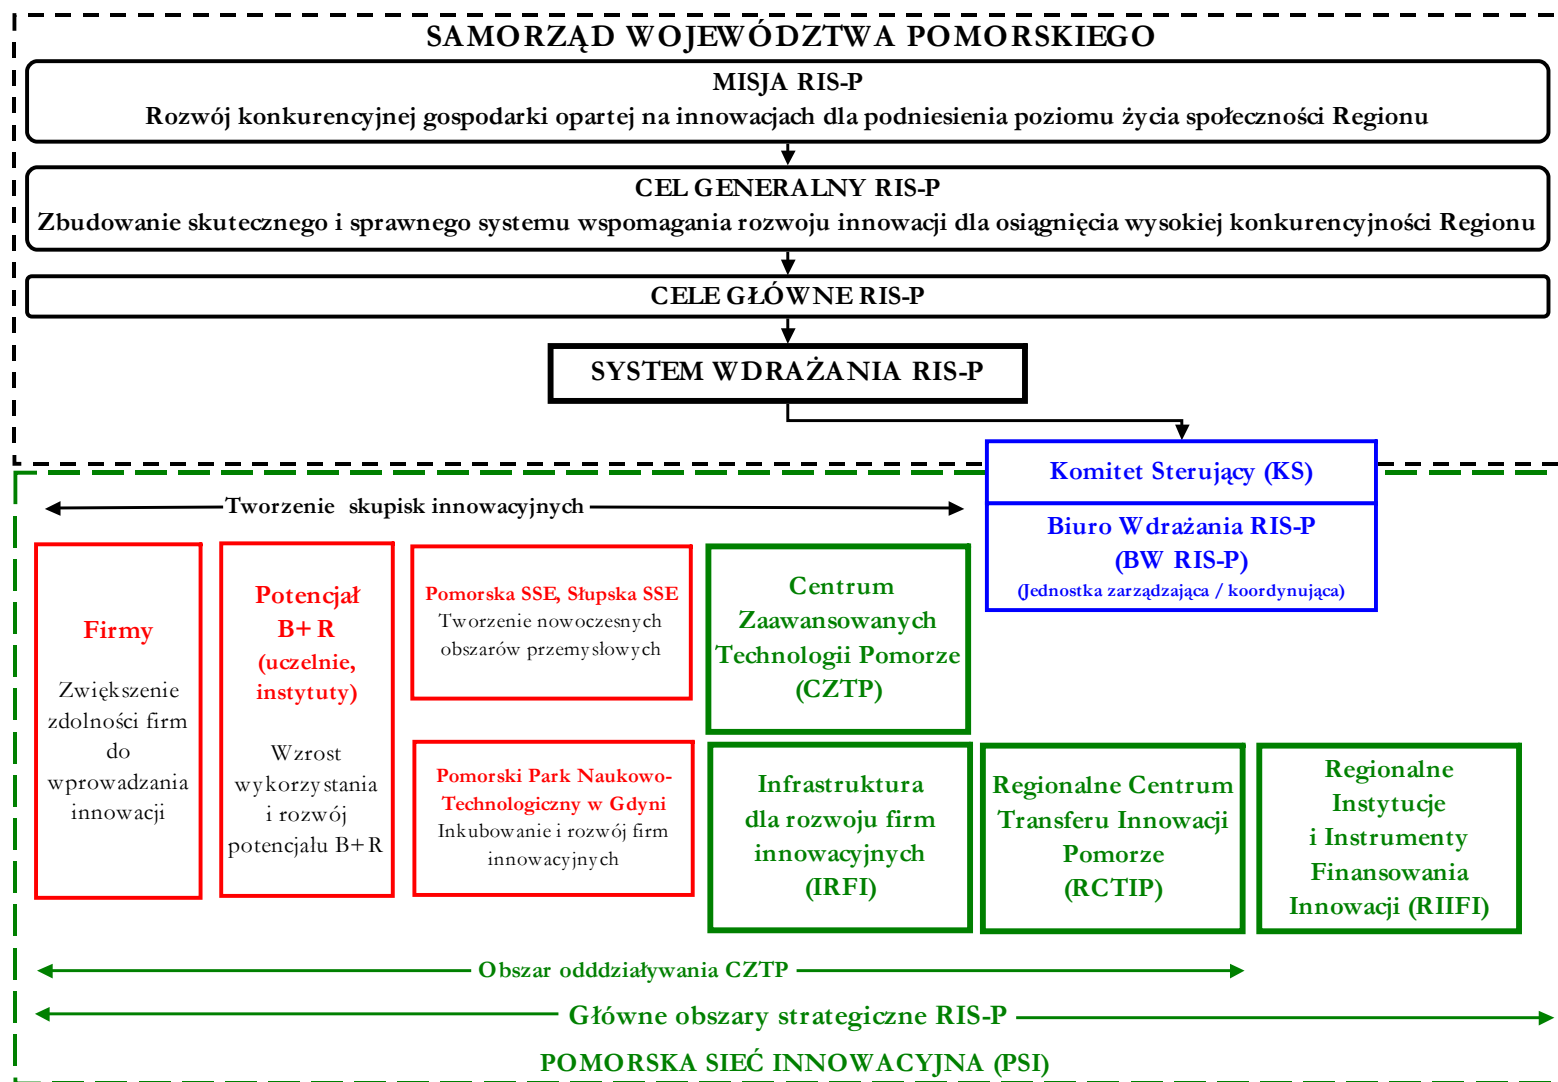 SAMORZĄD WOJEWÓDZTWA POMORSKIEGO
MISJA RIS-P
Rozwój konkurencyjnej gospodarki opartej na innowacjach dla podniesienia poziomu życia społeczności Regionu
CEL GENERALNY RIS-P
Zbudowanie skutecznego i sprawnego systemu wspomagania rozwoju innowacji dla osiągnięcia wysokiej konkurencyjności Regionu
CELE GŁÓWNE RIS-P
SYSTEM WDRAŻANIA RIS-P
Komitet Sterujący (KS)
Biuro Wdrażania RIS-P
(BW RIS-P)
(Jednostka zarządzająca / koordynująca)
Tworzenie skupisk innowacyjnych
Firmy
Zwiększenie
zdolności firm
do
wprowadzania
innowacji
Potencjał
B+R
(uczelnie,
instytuty)
Wzrost
wykorzystania
i rozwój
potencjału B+R
Pomorska SSE, Słupska SSE
Tworzenie nowoczesnych
obszarów przemysłowych
Pomorski Park Naukowo-
Technologiczny w Gdyni
Inkubowanie i rozwój firm
innowacyjnych
Centrum
Zaawansowanych
Technologii Pomorze
(CZTP)
Infrastruktura
dla rozwoju firm
innowacyjnych
(IRFI)
Regionalne Centrum
Transferu Innowacji
Pomorze
(RCTIP)
Regionalne
Instytucje
i Instrumenty
Finansowania
Innowacji (RIIFI)
Obszar odddziaływania CZTP
Główne obszary strategiczne RIS-P
POMORSKA SIEĆ INNOWACYJNA (PSI)